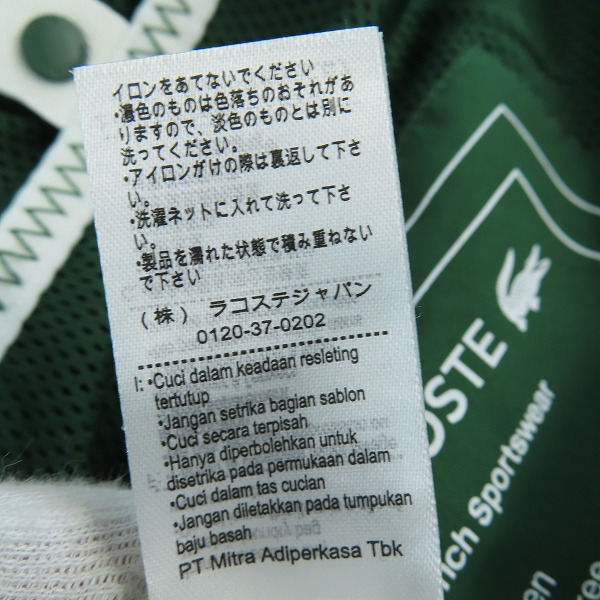 イロンをあてないでください
•濃色のものは色落ちのおそれがあ
りますので、淡色のものとは別に
洗ってください。
•アイロンがけの際は裏返して下さ
い。
•洗濯ネットに入れて洗って下さ
い。
•製品を濡れた状態で積み重ねない
で下さい
(株) ラコステジャパン
0120-37-0202
I: •Cuci dalam keadaan resleting
tertutup
•Jangan setrika bagian sablon
•Cuci secara terpisah
•Hanya diperbolehkan untuk
disetrika pada permukaan dalam
•Cuci dalam tas cucian
•Jangan diletakkan pada tumpukan
baju basah
PT Mitra Adiperkasa Tbk
OSTE
Sportswear